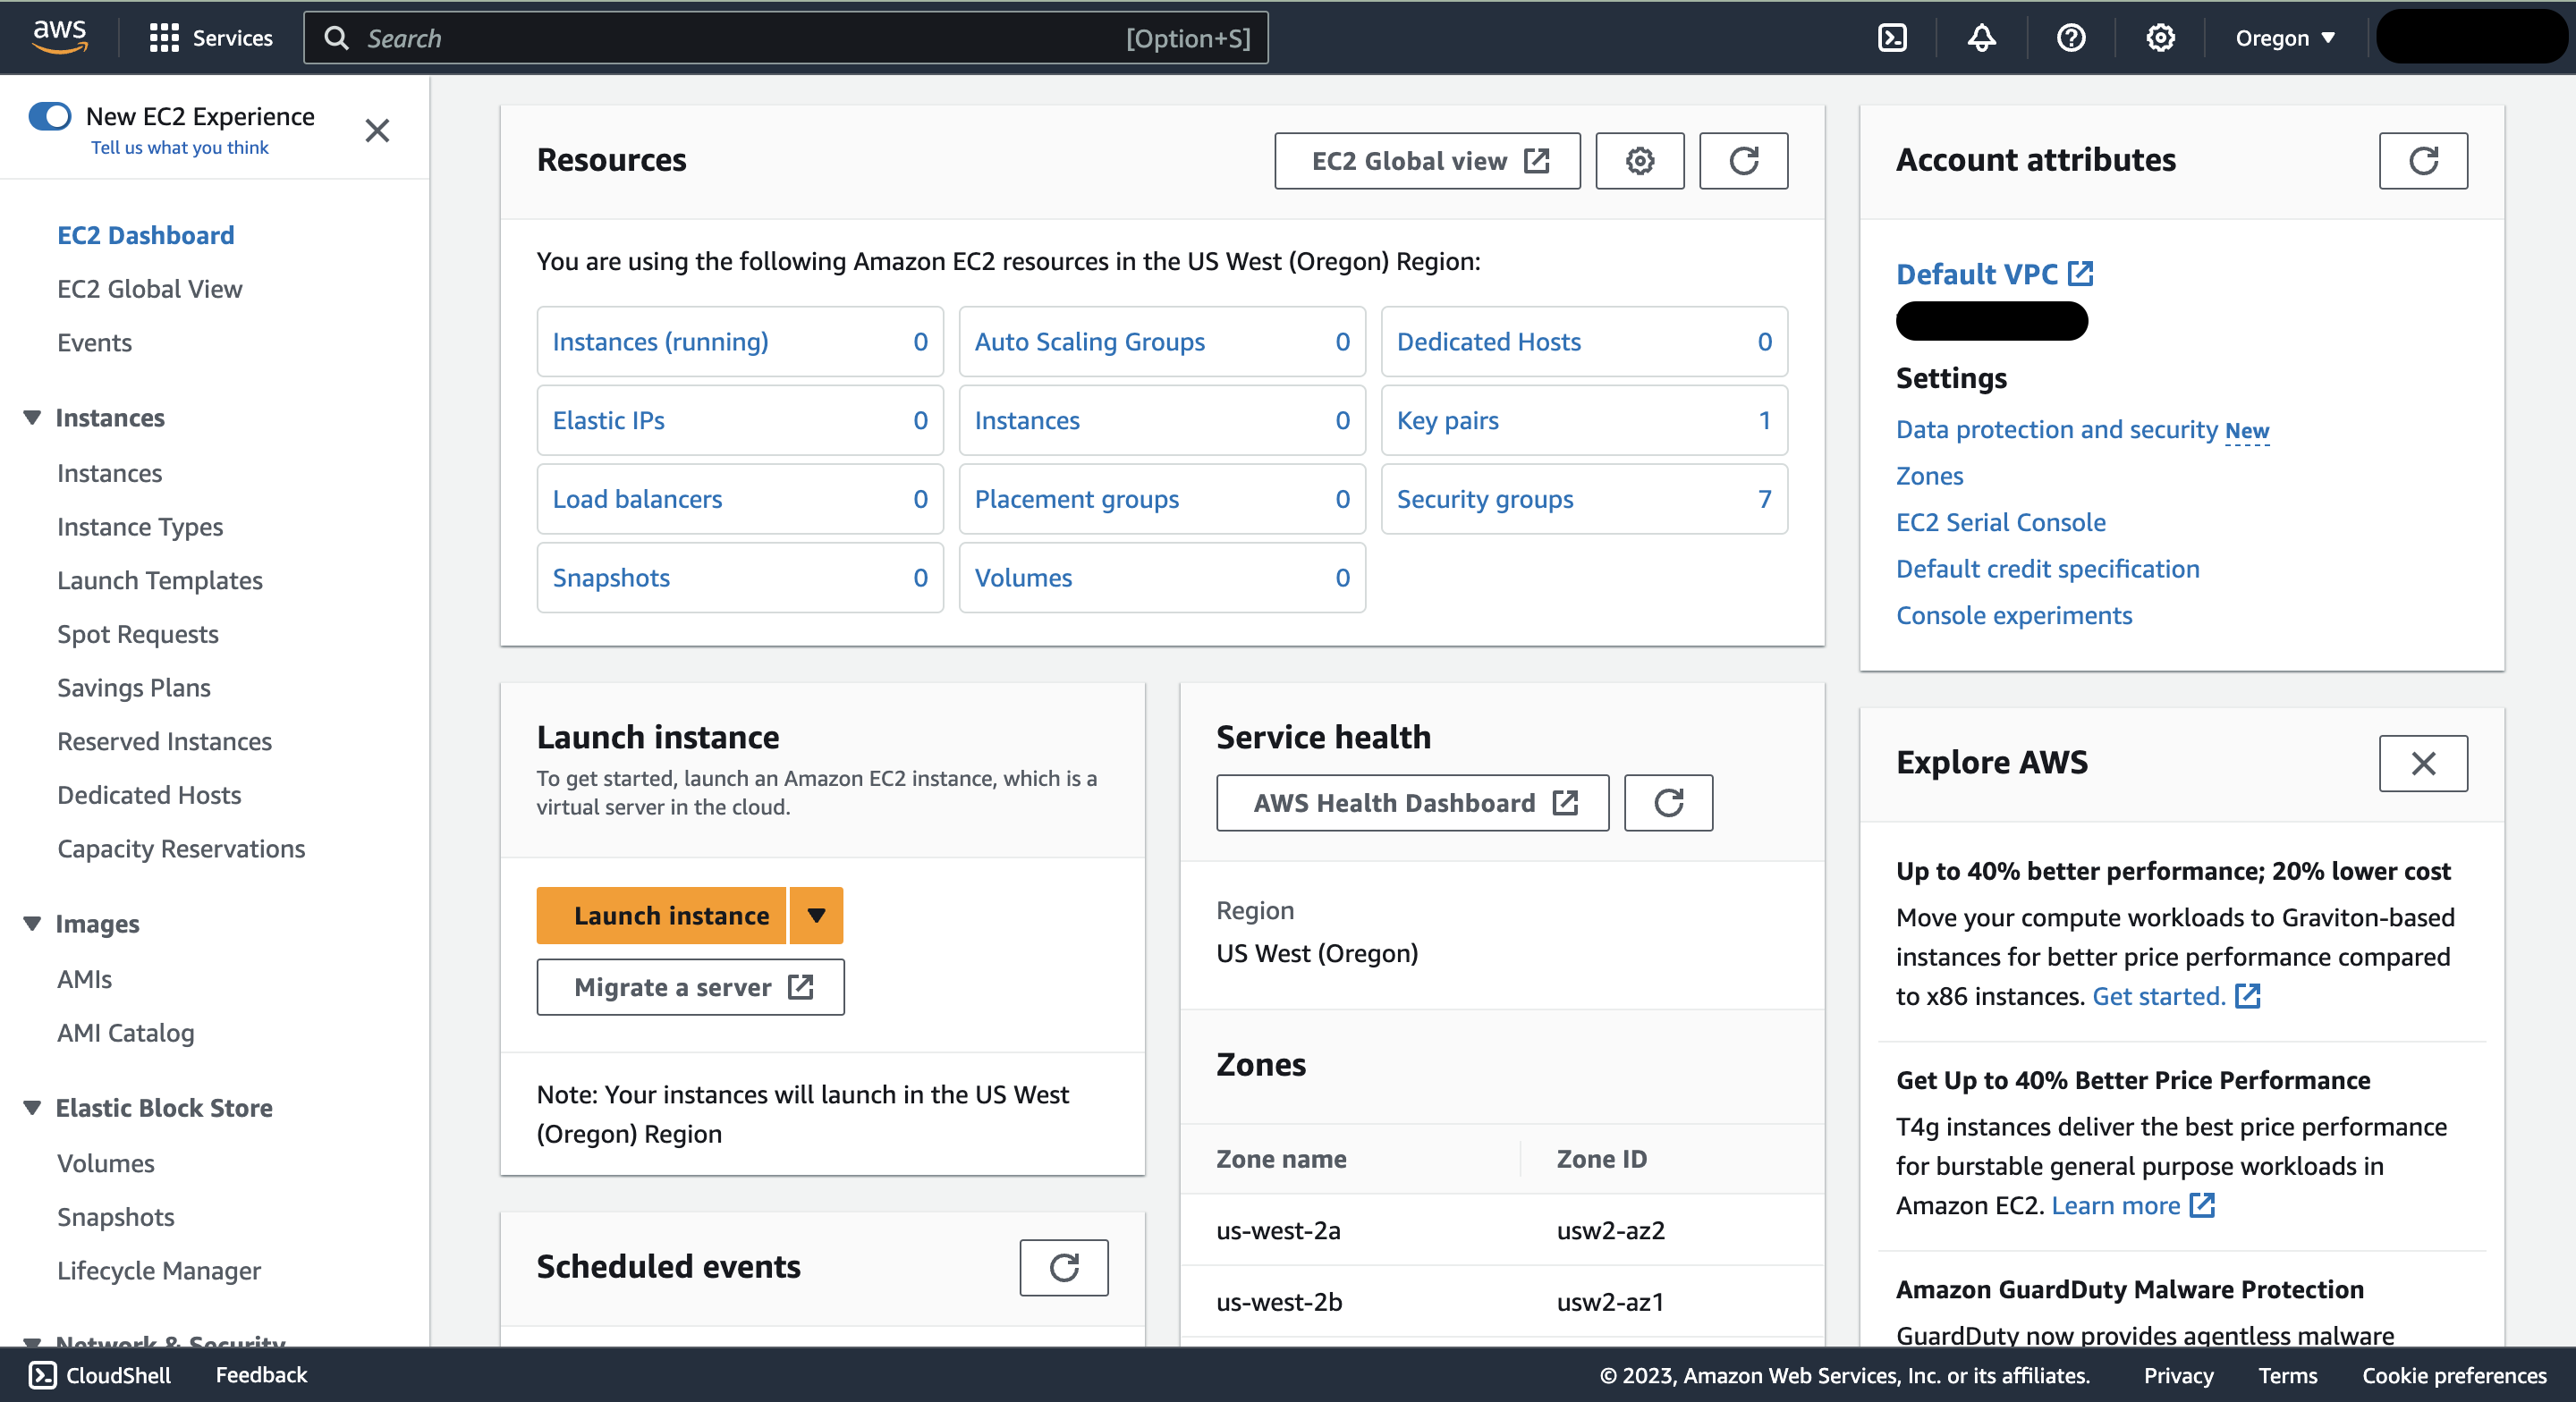 aws
Services
Search
[Option+S]
Oregon
New EC2 Experience
Tell us what you think
EC2 Dashboard
EC2 Global View
Events
Instances
Instances
Instance Types
Launch Templates
Spot Requests
Savings Plans
Reserved Instances
Dedicated Hosts
Capacity Reservations
Images
AMIs
AMI Catalog
Elastic Block Store
Volumes
Snapshots
Lifecycle Manager
Network & Security
Resources
EC2 Global view
You are using the following Amazon EC2 resources in the US West (Oregon) Region:
Instances (running) 0
Auto Scaling Groups 0
Dedicated Hosts 0
Elastic IPs 0
Instances 0
Key pairs 1
Load balancers 0
Placement groups 0
Security groups 7
Snapshots 0
Volumes 0
Launch instance
To get started, launch an Amazon EC2 instance, which is a
virtual server in the cloud.
Launch instance
Migrate a server
Note: Your instances will launch in the US West
(Oregon) Region
Scheduled events
Service health
AWS Health Dashboard
Region
US West (Oregon)
Zones
Zone name Zone ID
us-west-2a usw2-az2
us-west-2b usw2-az1
Account attributes
Default VPC
Settings
Data protection and security New
Zones
EC2 Serial Console
Default credit specification
Console experiments
Explore AWS
Up to 40% better performance; 20% lower cost
Move your compute workloads to Graviton-based
instances for better price performance compared
to x86 instances. Get started.
Get Up to 40% Better Price Performance
T4g instances deliver the best price performance
for burstable general purpose workloads in
Amazon EC2. Learn more
Amazon GuardDuty Malware Protection
GuardDuty now provides agentless malware
CloudShell
Feedback
© 2023, Amazon Web Services, Inc. or its affiliates.
Privacy
Terms
Cookie preferences